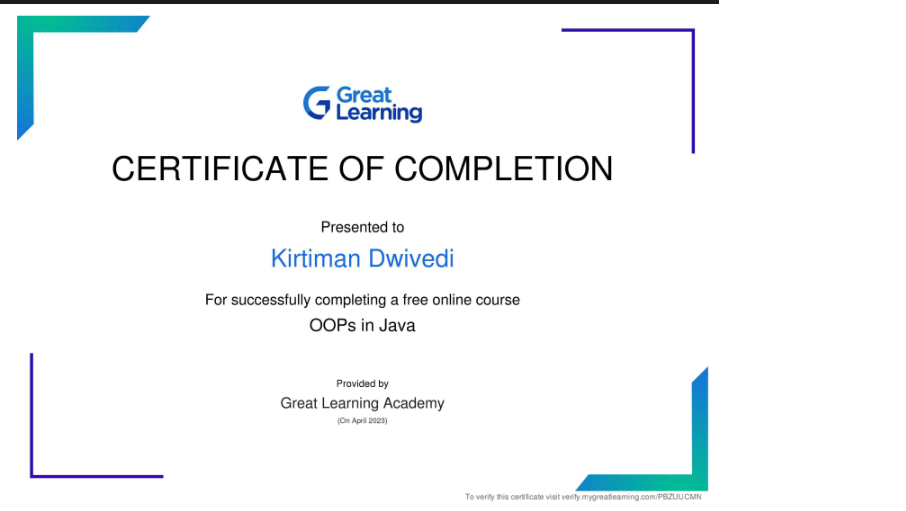 Great
Learning
CERTIFICATE OF COMPLETION
Presented to
Kirtiman Dwivedi
For successfully completing a free online course
OOPs in Java
Provided by
Great Learning Academy
(On April 2023)
To verify this certificate visit verify.mygreatlearning.com/PBZUUCMN